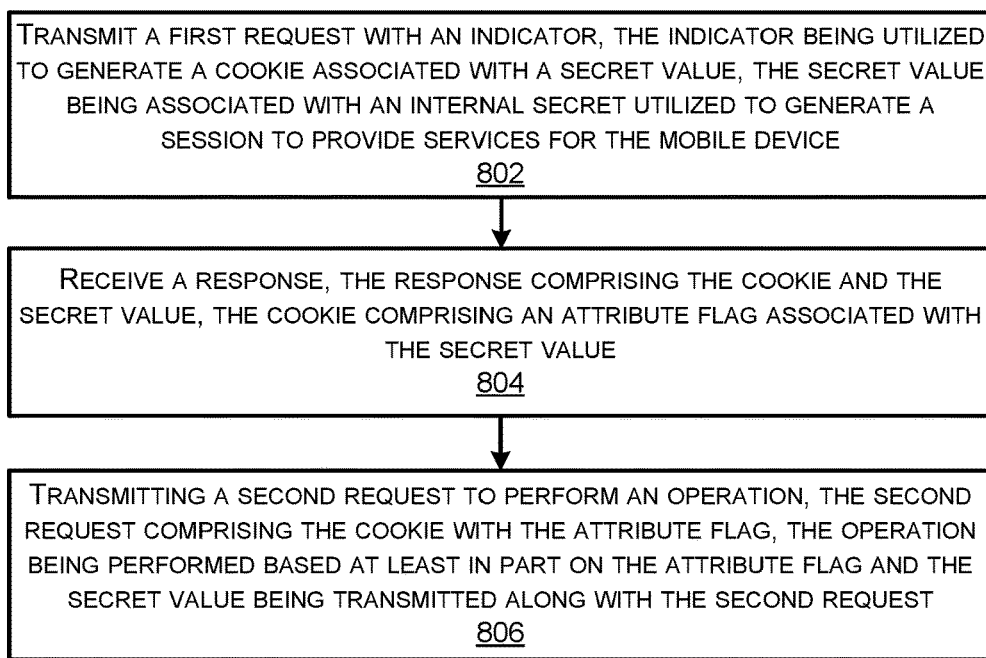 TRANSMIT A FIRST REQUEST WITH AN INDICATOR, THE INDICATOR BEING UTILIZED
TO GENERATE A COOKIE ASSOCIATED WITH A SECRET VALUE, THE SECRET VALUE
BEING ASSOCIATED WITH AN INTERNAL SECRET UTILIZED TO GENERATE A
SESSION TO PROVIDE SERVICES FOR THE MOBILE DEVICE
802
RECEIVE A RESPONSE, THE RESPONSE COMPRISING THE COOKIE AND THE
SECRET VALUE, THE COOKIE COMPRISING AN ATTRIBUTE FLAG ASSOCIATED WITH
THE SECRET VALUE
804
TRANSMITTING A SECOND REQUEST TO PERFORM AN OPERATION, THE SECOND
REQUEST COMPRISING THE COOKIE WITH THE ATTRIBUTE FLAG, THE OPERATION
BEING PERFORMED BASED AT LEAST IN PART ON THE ATTRIBUTE FLAG AND THE
SECRET VALUE BEING TRANSMITTED ALONG WITH THE SECOND REQUEST
806